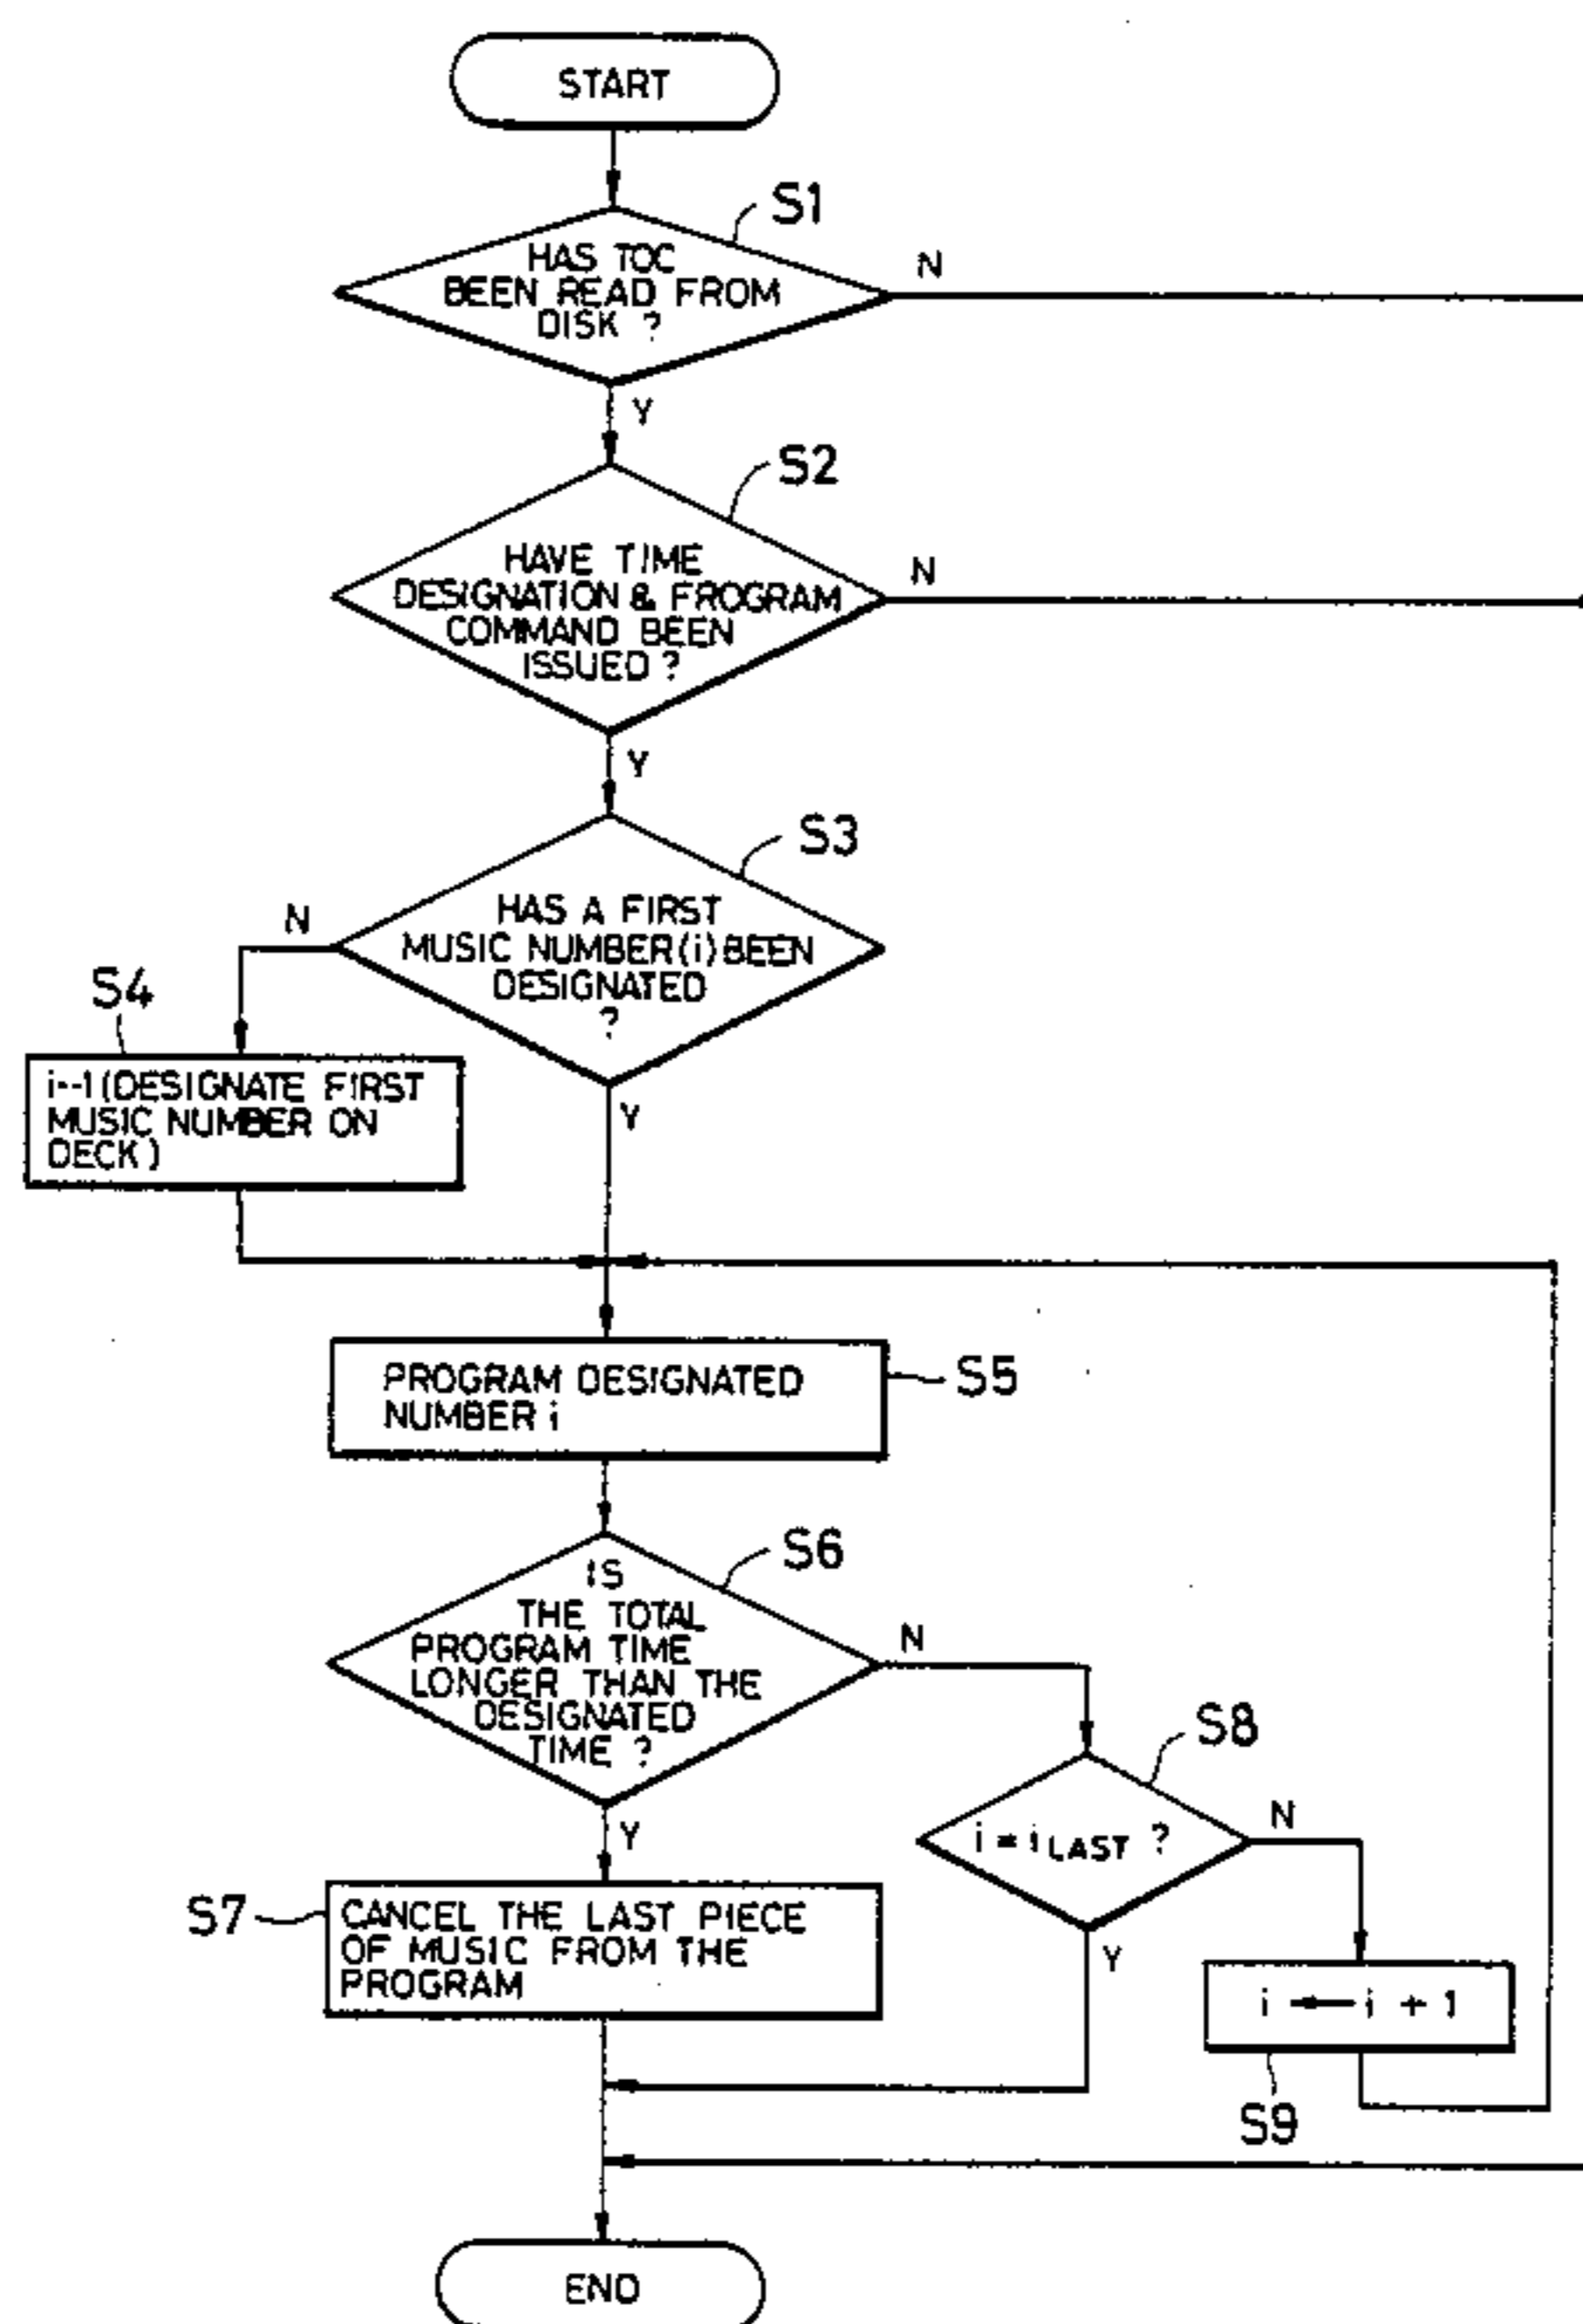 START
S1
HAS TOC
BEEN READ FROM
DISK ?
N
Y
S2
HAVE TIME
DESIGNATION & FROGRAM
COMMAND BEEN
ISSUED ?
N
Y
S3
HAS A FIRST
MUSIC NUMBER(i) BEEN
DESIGNATED
?
N
Y
S4
i--1 (DESIGNATE FIRST
MUSIC NUMBER ON
DECK)
PROGRAM DESIGNATED
NUMBER i
S5
S6
IS
THE TOTAL
PROGRAM TIME
LONGER THAN THE
DESIGNATED
TIME ?
N
Y
S8
i = i LAST ?
N
Y
S7
CANCEL THE LAST PIECE
OF MUSIC FROM THE
PROGRAM
i ← i + 1
S9
END